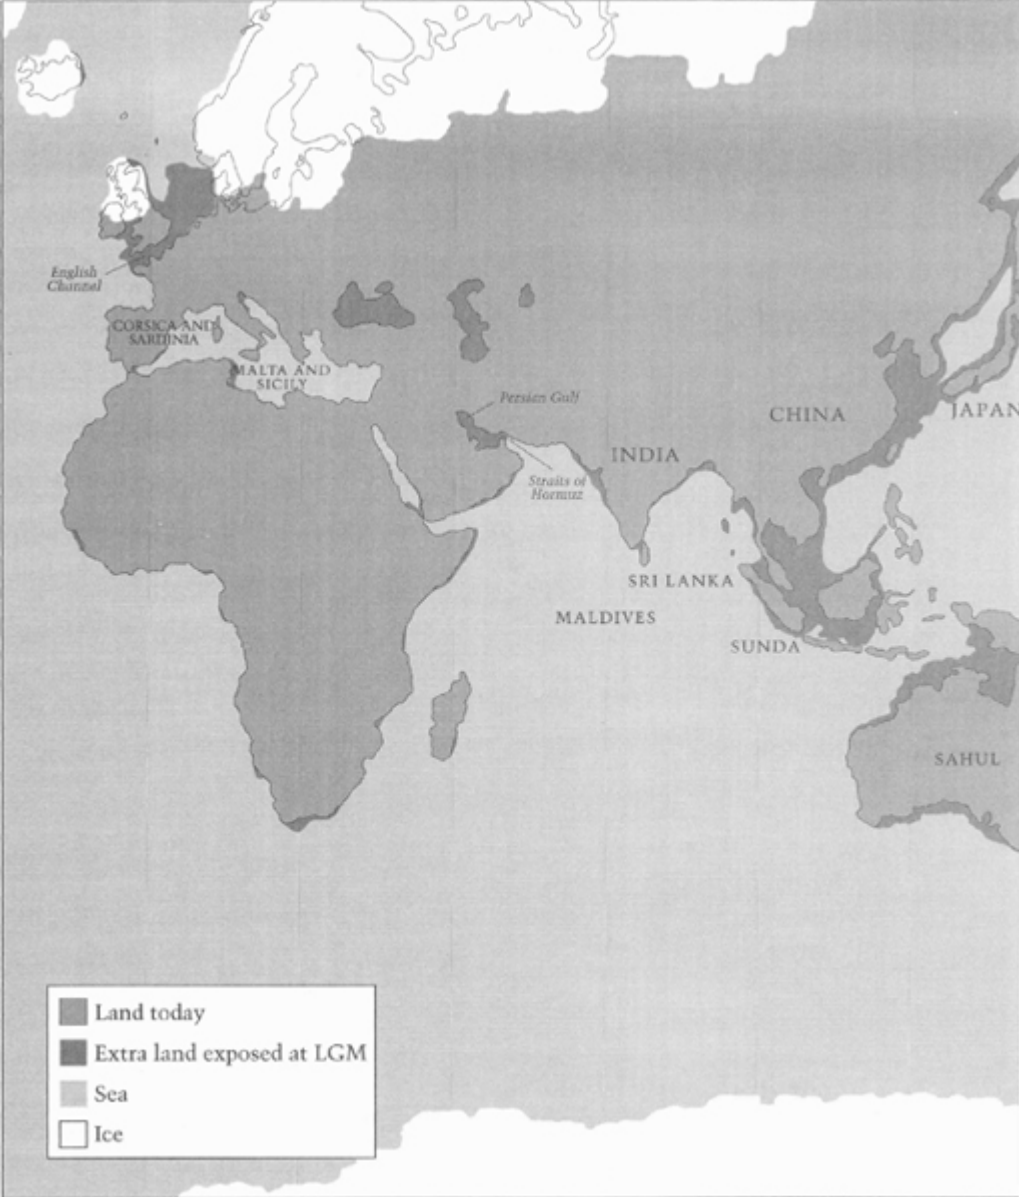 English
Channel
CORSICA AND
SARDINIA
MALTA AND
SICILY
Persian Gulf
Straits of
Hormuz
INDIA
CHINA
JAPAN
SRI LANKA
MALDIVES
SUNDA
SAHUL
Land today
Extra land exposed at LGM
Sea
Ice